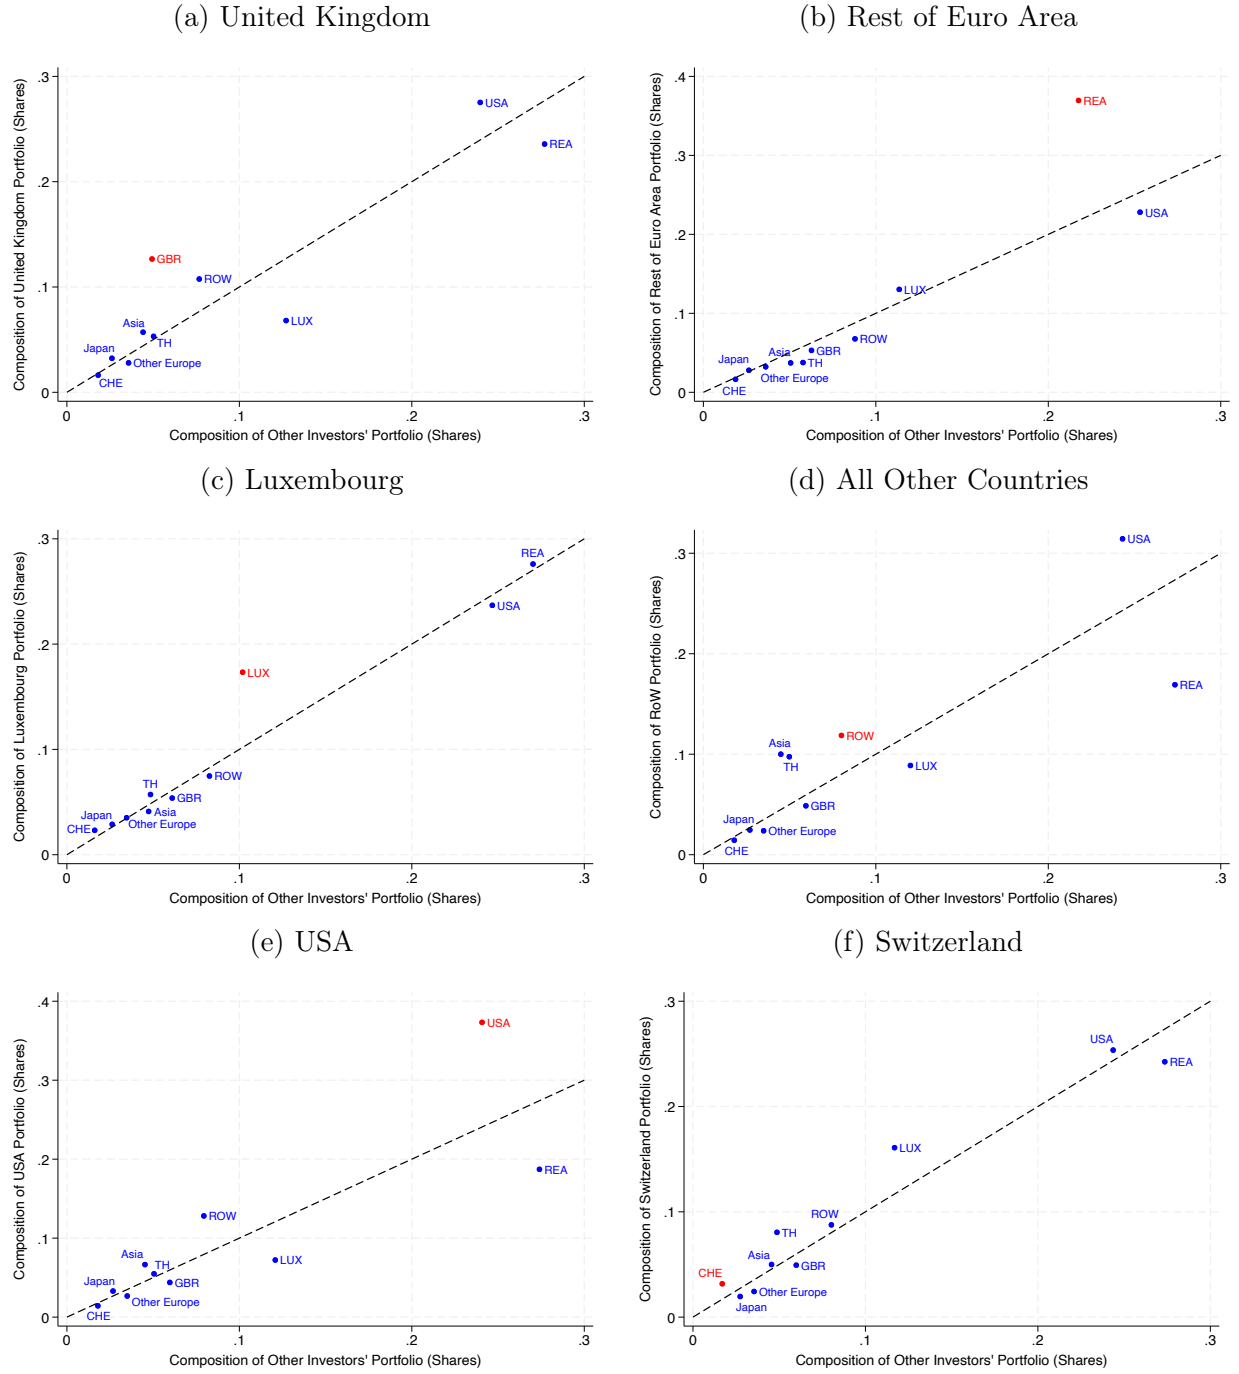 (a) United Kingdom
Composition of United Kingdom Portfolio (Shares)
.3
.2
.1
0
USA
REA
GBR
ROW
LUX
Asia
TH
Japan
Other Europe
CHE
0 .1 .2 .3
Composition of Other Investors' Portfolio (Shares)
(b) Rest of Euro Area
Composition of Rest of Euro Area Portfolio (Shares)
.4
.3
.2
.1
0
REA
USA
LUX
ROW
Asia
GBR
TH
Japan
Other Europe
CHE
0 .1 .2 .3
Composition of Other Investors' Portfolio (Shares)
(c) Luxembourg
Composition of Luxembourg Portfolio (Shares)
.3
.2
.1
0
REA
USA
LUX
ROW
TH
GBR
Asia
Japan
Other Europe
CHE
0 .1 .2 .3
Composition of Other Investors' Portfolio (Shares)
(d) All Other Countries
Composition of RoW Portfolio (Shares)
.3
.2
.1
0
USA
REA
ROW
Asia
TH
LUX
GBR
Japan
Other Europe
CHE
0 .1 .2 .3
Composition of Other Investors' Portfolio (Shares)
(e) USA
Composition of USA Portfolio (Shares)
.4
.3
.2
.1
0
USA
REA
ROW
LUX
Asia
TH
GBR
Japan
Other Europe
CHE
0 .1 .2 .3
Composition of Other Investors' Portfolio (Shares)
(f) Switzerland
Composition of Switzerland Portfolio (Shares)
.3
.2
.1
0
USA
REA
LUX
ROW
TH
Asia
GBR
CHE
Other Europe
Japan
0 .1 .2 .3
Composition of Other Investors' Portfolio (Shares)